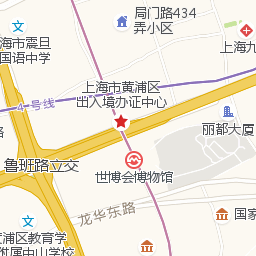 局门路434
弄小区
海市震旦
国语中学
上海九
上海市黄浦区
出入境办证中心
4号线
丽都大厦
鲁班路立交
世博会博物馆
龙华东路
国家
浦区教育学
附属中山学校